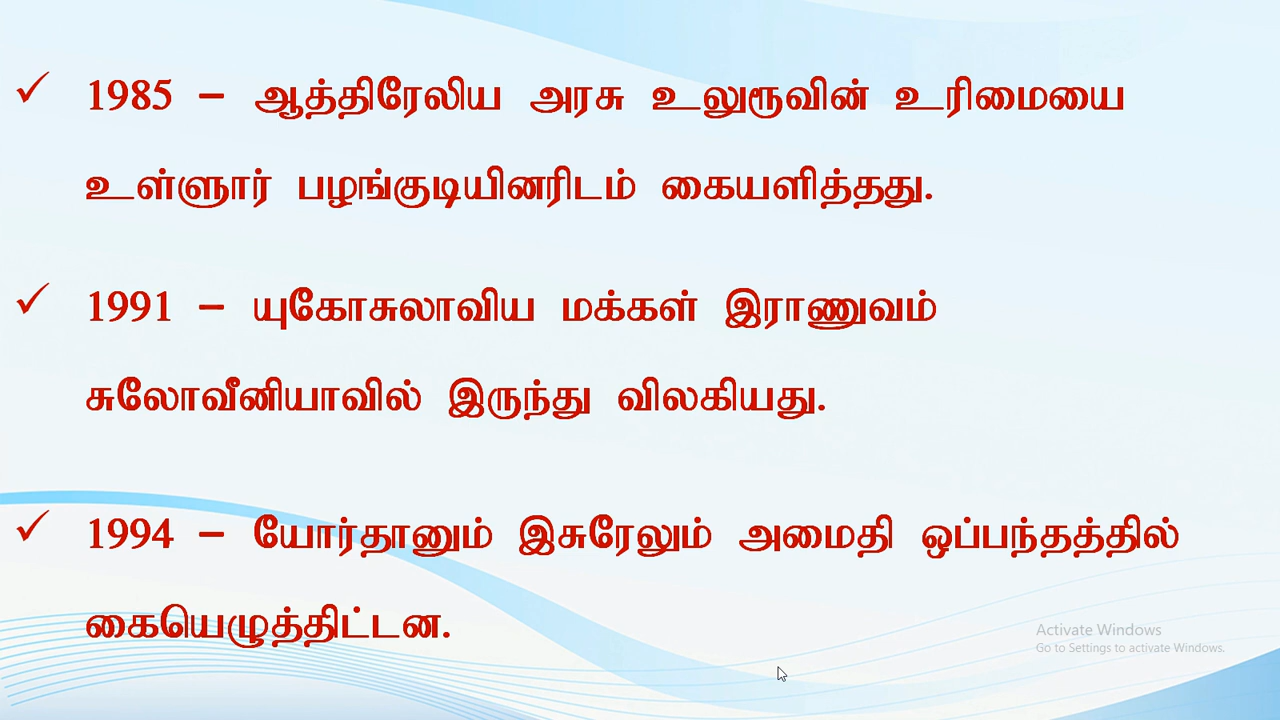 ✓ 1985 – ஆத்திரேலிய அரசு உலுருவின் உரிமையை
உள்ளூர் பழங்குடியினரிடம் கையளித்தது.
✓ 1991 – யுகோசுலாவிய மக்கள் இராணுவம்
சுலோவீனியாவில் இருந்து விலகியது.
✓ 1994 – யோர்தானும் இசுரேலும் அமைதி ஒப்பந்தத்தில்
கையெழுத்திட்டன.
Activate Windows
Go to Settings to activate Windows.